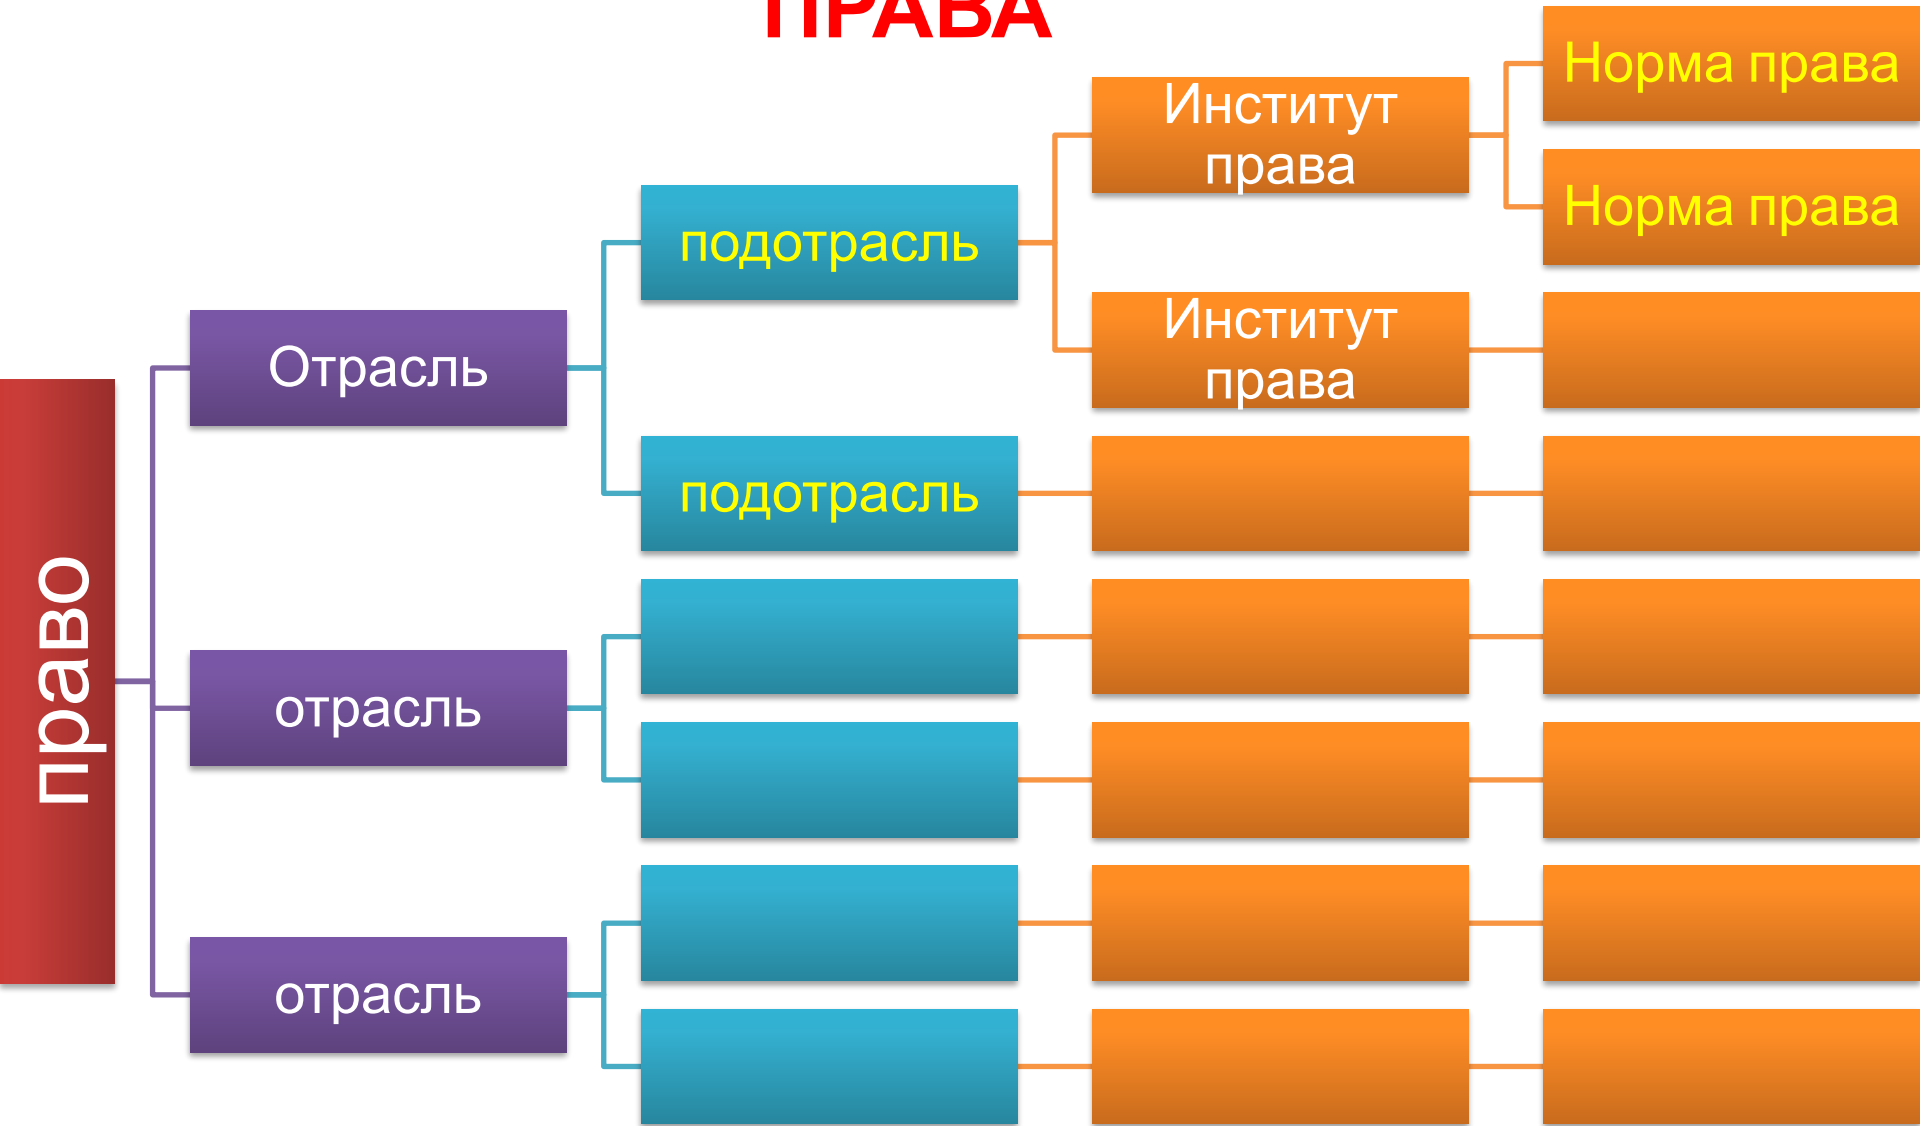 ПРАВА
Норма права
Институт
права
Норма права
подотрасль
Институт
права
Отрасль
подотрасль
право
отрасль
отрасль